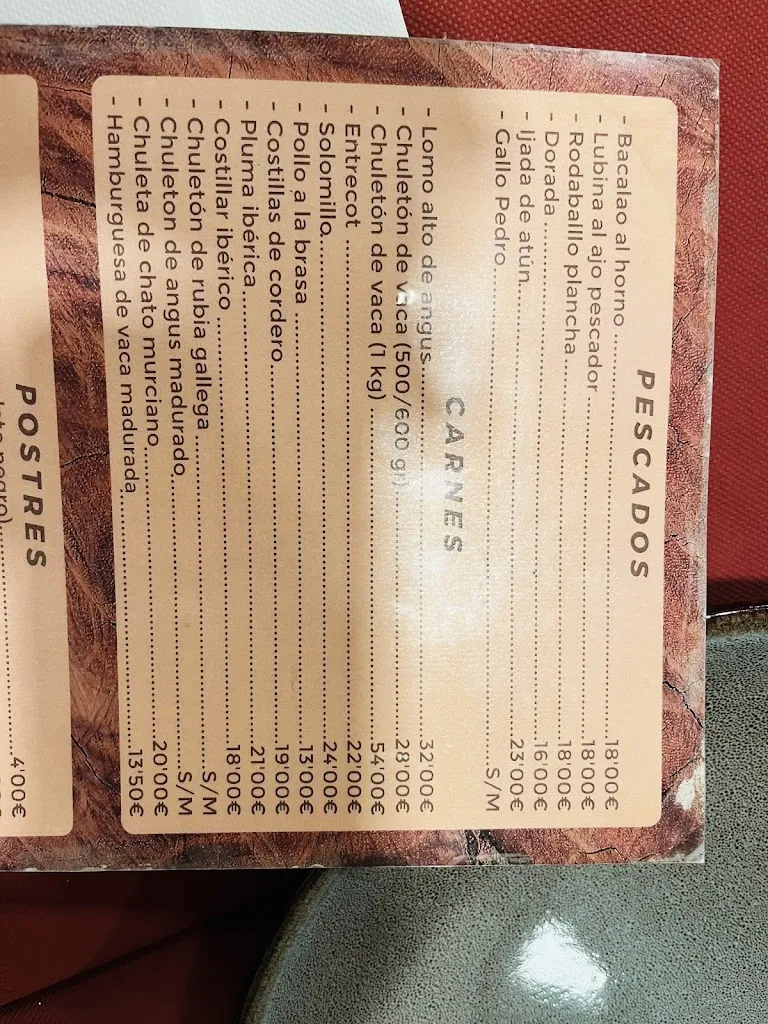 PESCADOS
- Bacalao al horno ........ 18'00€
- Lubina al ajo pescador ........ 18'00€
- Rodaballlo plancha ........ 18'00€
- Dorada ........ 16'00€
- Ijada de atún ........ 23'00€
- Gallo Pedro ........ S/M
CARNES
- Lomo alto de angus ........ 32'00€
- Chuletón de vaca (500/600 gr) ........ 28'00€
- Chuletón de vaca (1 kg) ........ 54'00€
- Entrecot ........ 22'00€
- Solomillo ........ 24'00€
- Pollo a la brasa ........ 13'00€
- Costillas de cordero ........ 19'00€
- Pluma ibérica ........ 21'00€
- Costillar ibérico ........ 18'00€
- Chuletón de rubia gallega ........ S/M
- Chuleton de angus madurado ........ S/M
- Chuleta de chato murciano ........ 20'00€
- Hamburguesa de vaca madurada ........ 13'50€
POSTRES
negro) ........ 4'00€